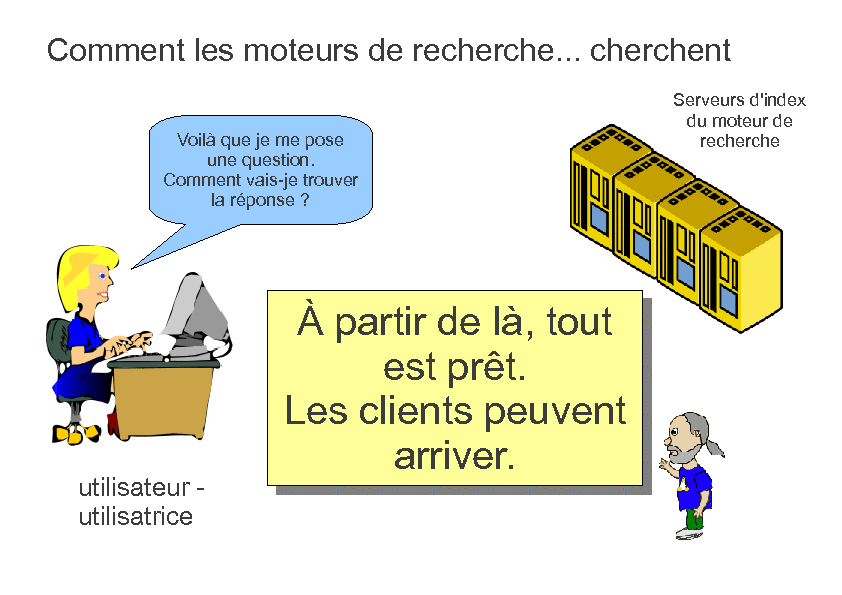 Comment les moteurs de recherche... cherchent
Serveurs d'index
du moteur de
recherche
Voilà que je me pose
une question.
Comment vais-je trouver
la réponse ?
À partir de là, tout
est prêt.
Les clients peuvent
arriver.
utilisateur -
utilisatrice